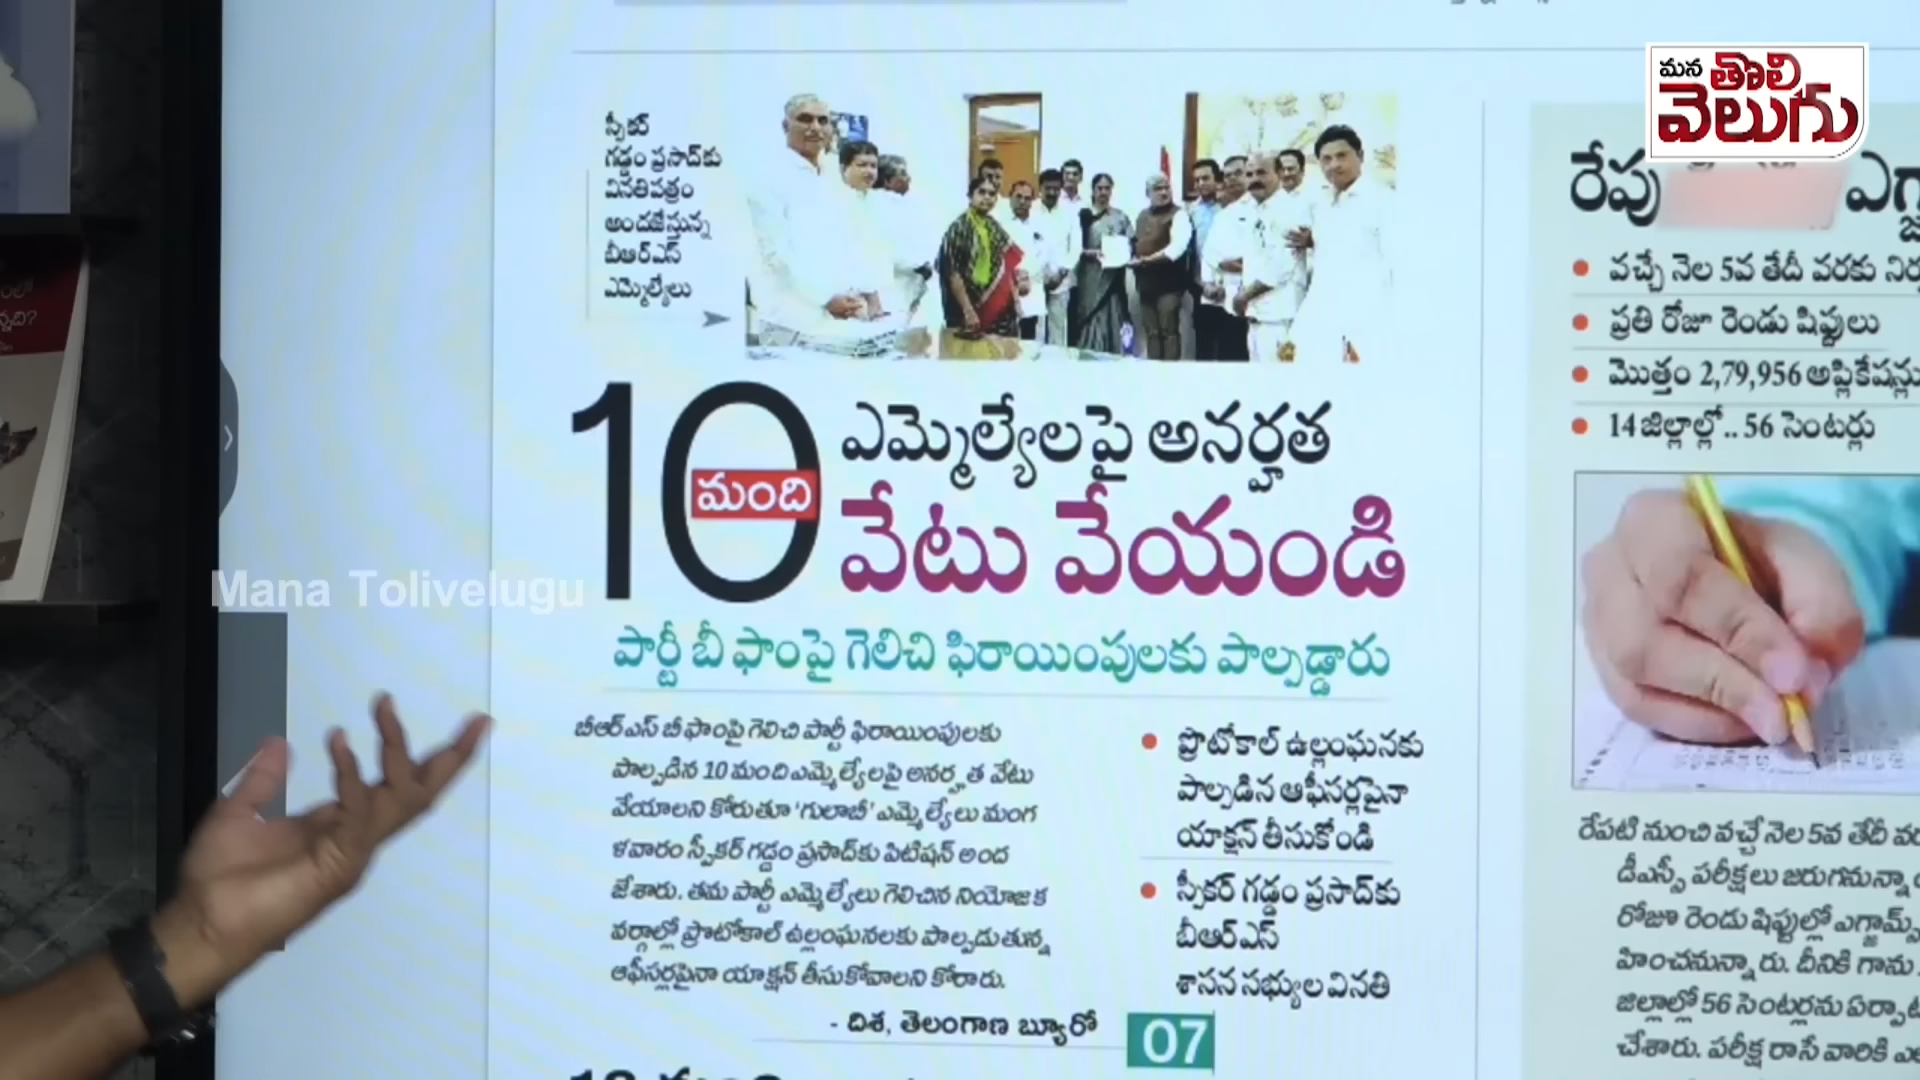 మన
తొలి
వెలుగు
స్పీకర్
గడ్డం ప్రసాద్‌కు
వినతిపత్రం
అందజేస్తున్న
బీఆర్ఎస్
ఎమ్మెల్యేలు
10
మంది
ఎమ్మెల్యేలపై అనర్హత
వేటు వేయండి
పార్టీ బీ ఫాంపై గెలిచి ఫిరాయింపులకు పాల్పడ్డారు
బీఆర్ఎస్ బీ ఫాంపై గెలిచి పార్టీ ఫిరాయింపులకు
పాల్పడిన 10 మంది ఎమ్మెల్యేలపై అనర్హత వేటు
వేయాలని కోరుతూ 'గులాబీ' ఎమ్మెల్యేలు మంగ
ళవారం స్పీకర్ గడ్డం ప్రసాద్‌కు పిటిషన్ అంద
జేశారు. తమ పార్టీ ఎమ్మెల్యేలు గెలిచిన నియోజక
వర్గాల్లో ప్రొటోకాల్ ఉల్లంఘనలకు పాల్పడుతున్న
ఆఫీసర్లపైనా యాక్షన్ తీసుకోవాలని కోరారు.
- దిశ, తెలంగాణ బ్యూరో
07
• ప్రొటోకాల్ ఉల్లంఘనకు
పాల్పడిన ఆఫీసర్లపైనా
యాక్షన్ తీసుకోండి
• స్పీకర్ గడ్డం ప్రసాద్‌కు
బీఆర్ఎస్
శాసన సభ్యుల వినతి
రేపు
• వచ్చే నెల 5వ తేదీ వరకు
• ప్రతి రోజూ రెండు షిఫ్టులు
• మొత్తం 2,79,956 అప్లికేషన్లు
• 14 జిల్లాల్లో.. 56 సెంటర్లు
రేపటి నుంచి వచ్చే నెల 5వ తేదీ
డీఎస్సీ పరీక్షలు జరుగనున్నా
రోజూ రెండు షిఫ్టుల్లో ఎగ్జామ్స్
హించనున్నారు. దీనికి గాను
జిల్లాల్లో 56 సెంటర్లను
చేశారు. పరీక్ష రాసే వారికి
Mana Tolivelugu